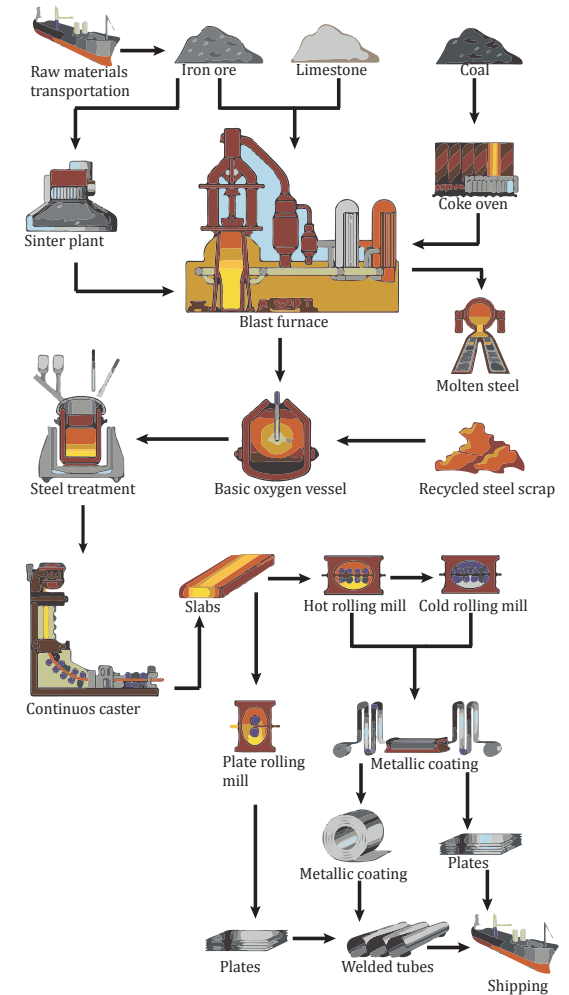 Raw materials
transportation
Iron ore
Limestone
Coal
Sinter plant
Coke oven
Blast furnace
Molten steel
Steel treatment
Basic oxygen vessel
Recycled steel scrap
Slabs
Hot rolling mill
Cold rolling mill
Continuos caster
Plate rolling
mill
Metallic coating
Metallic coating
Plates
Plates
Welded tubes
Shipping